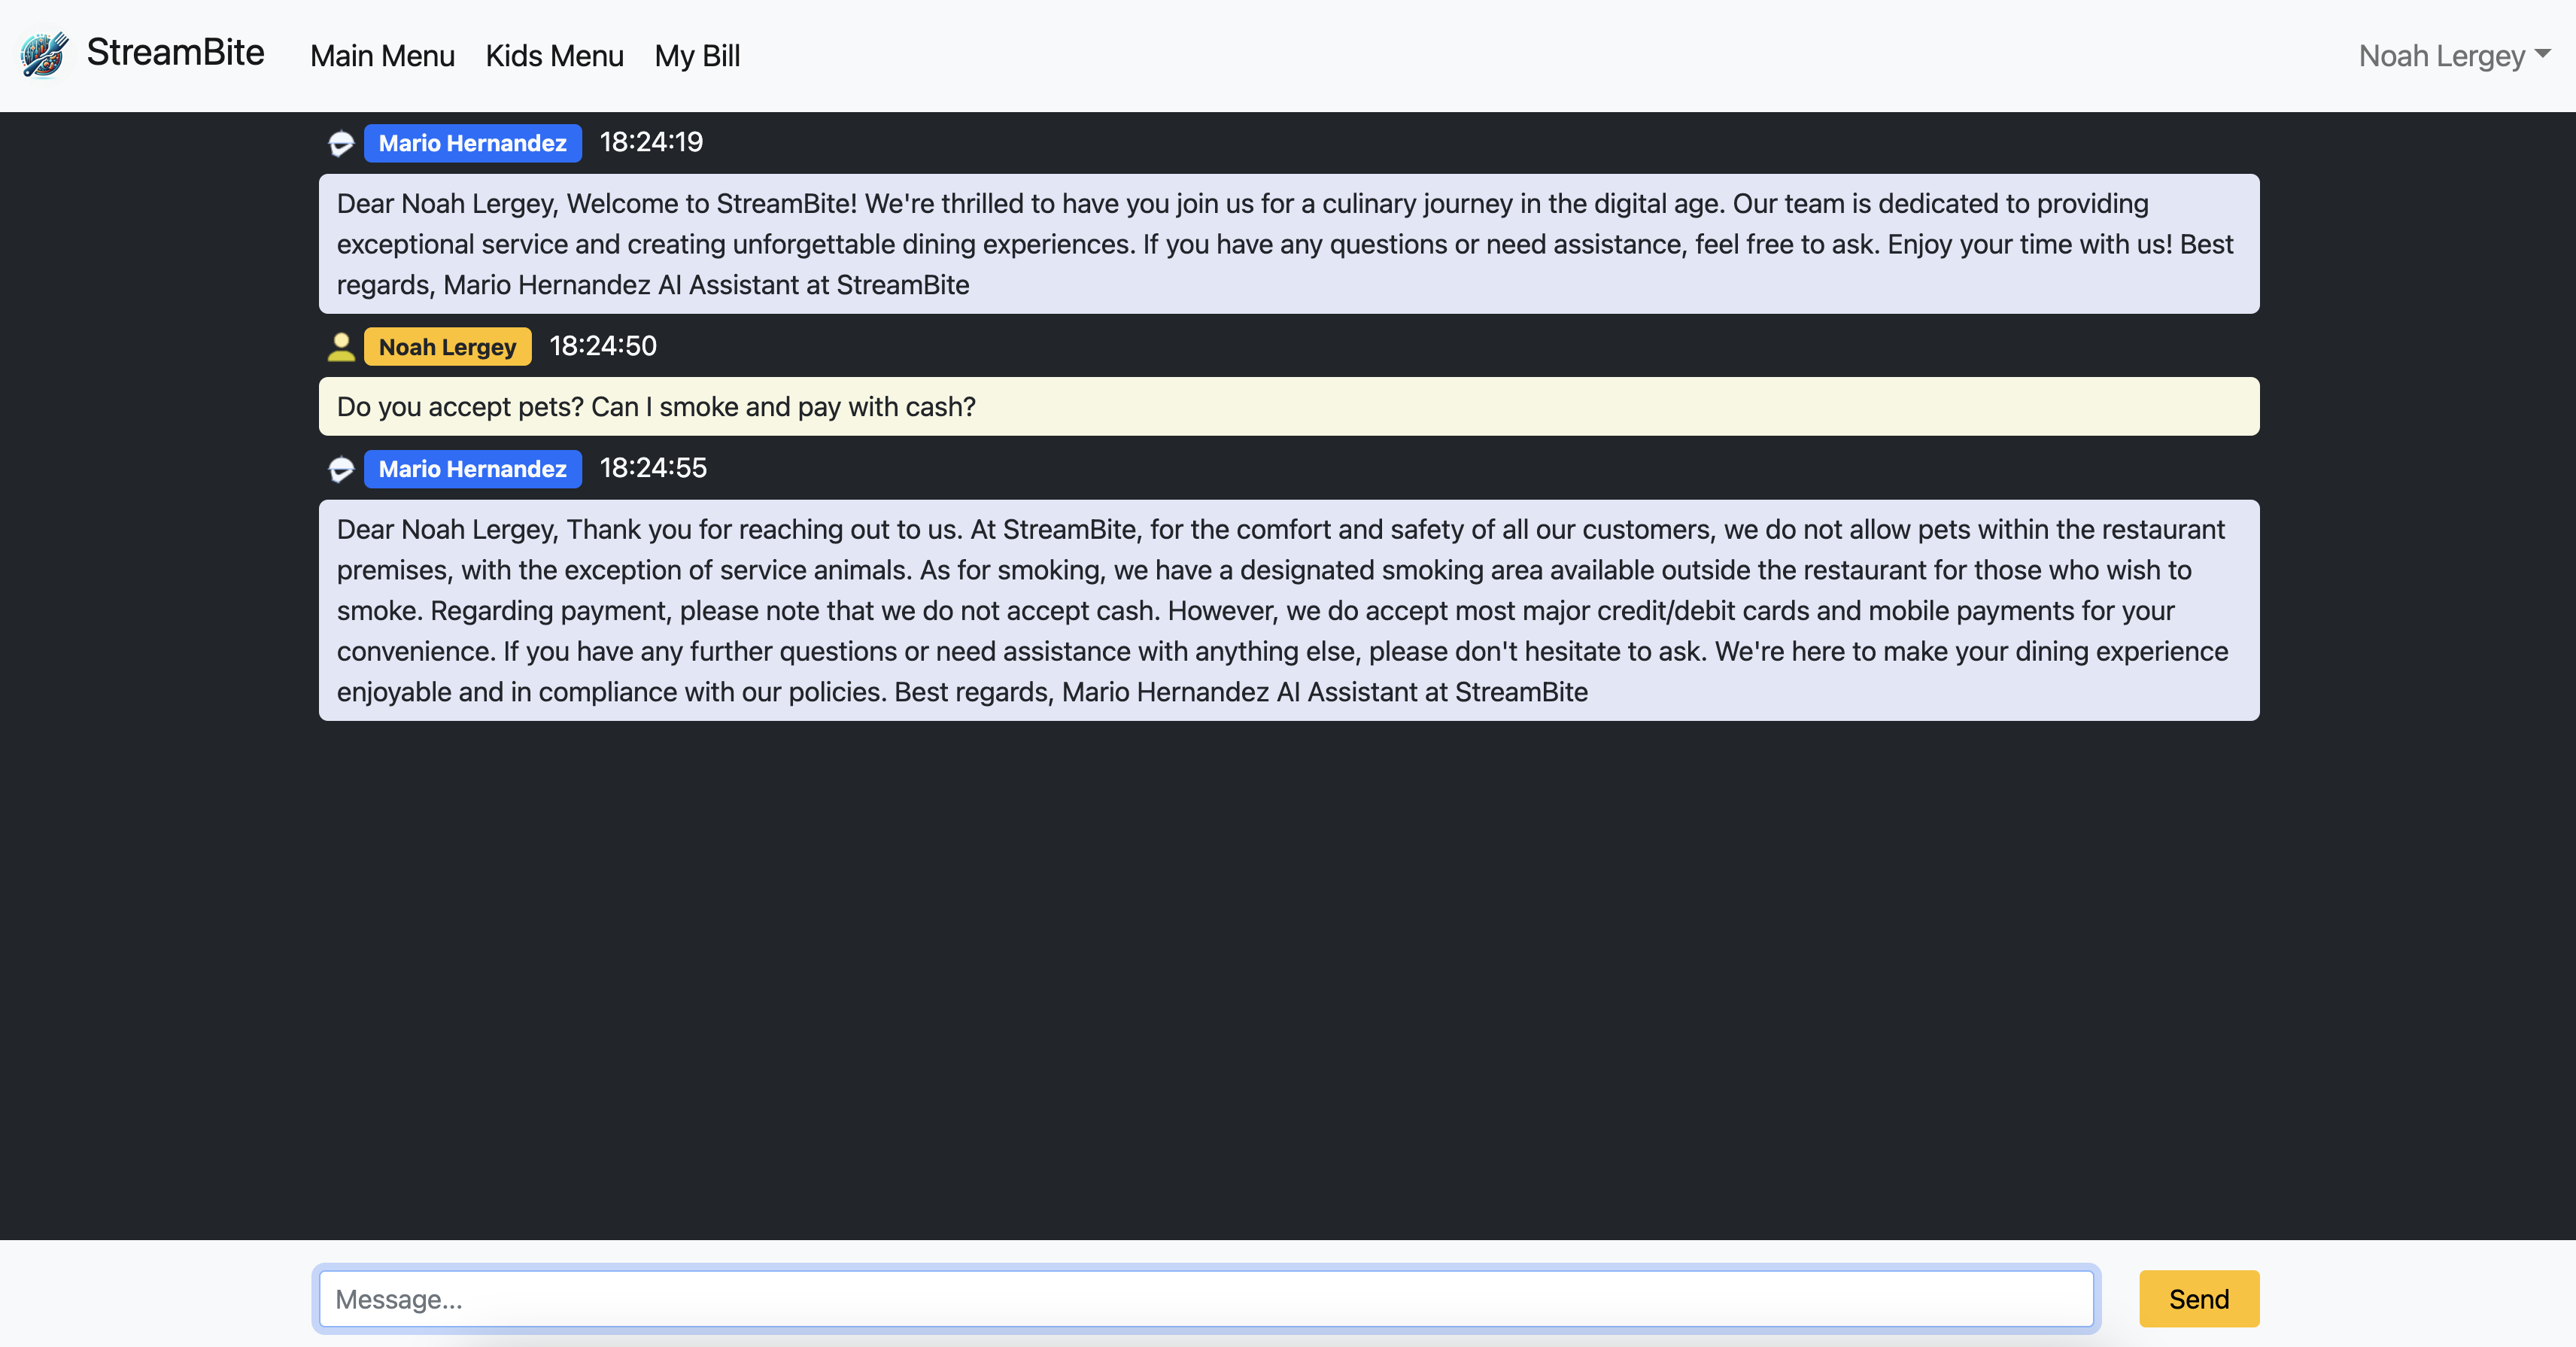 StreamBite
Main Menu
Kids Menu
My Bill
Noah Lergey
Mario Hernandez 18:24:19
Dear Noah Lergey, Welcome to StreamBite! We're thrilled to have you join us for a culinary journey in the digital age. Our team is dedicated to providing
exceptional service and creating unforgettable dining experiences. If you have any questions or need assistance, feel free to ask. Enjoy your time with us! Best
regards, Mario Hernandez AI Assistant at StreamBite
Noah Lergey 18:24:50
Do you accept pets? Can I smoke and pay with cash?
Mario Hernandez 18:24:55
Dear Noah Lergey, Thank you for reaching out to us. At StreamBite, for the comfort and safety of all our customers, we do not allow pets within the restaurant
premises, with the exception of service animals. As for smoking, we have a designated smoking area available outside the restaurant for those who wish to
smoke. Regarding payment, please note that we do not accept cash. However, we do accept most major credit/debit cards and mobile payments for your
convenience. If you have any further questions or need assistance with anything else, please don't hesitate to ask. We're here to make your dining experience
enjoyable and in compliance with our policies. Best regards, Mario Hernandez AI Assistant at StreamBite
Message...
Send